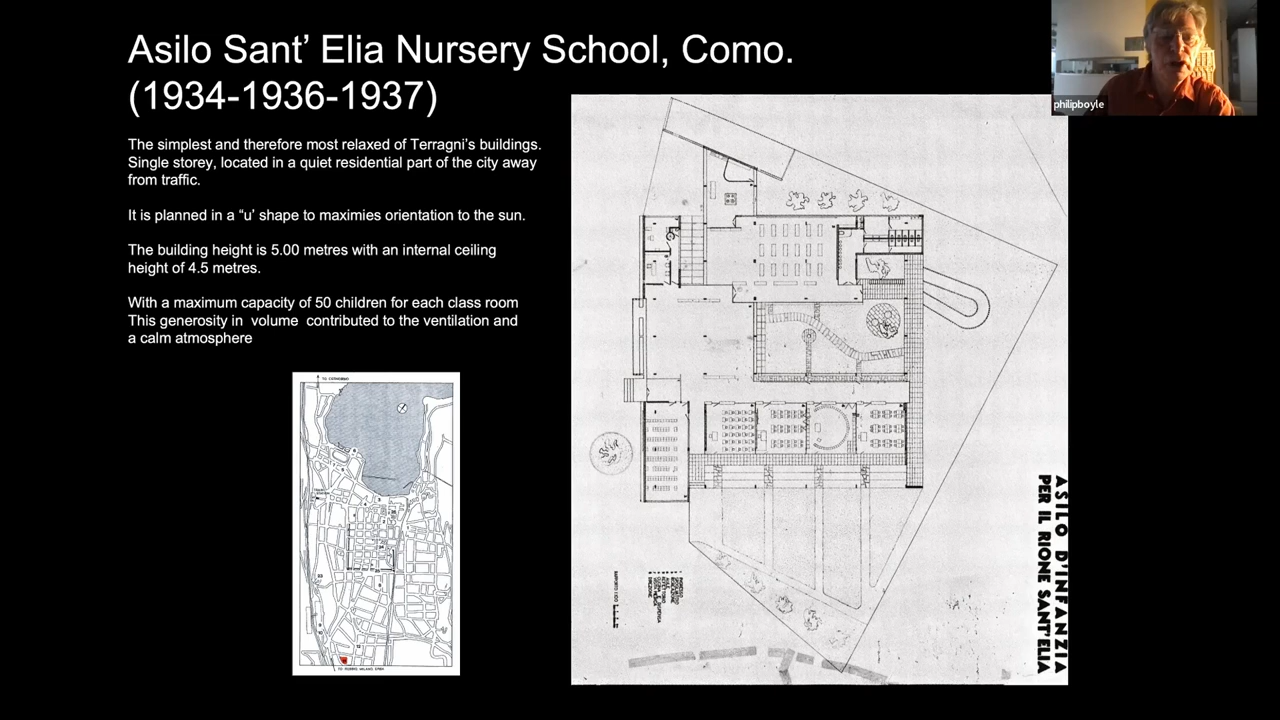 Asilo Sant’ Elia Nursery School, Como.
(1934-1936-1937)
The simplest and therefore most relaxed of Terragni’s buildings.
Single storey, located in a quiet residential part of the city away
from traffic.
It is planned in a “u’ shape to maximies orientation to the sun.
The building height is 5.00 metres with an internal ceiling
height of 4.5 metres.
With a maximum capacity of 50 children for each class room
This generosity in  volume  contributed to the ventilation and
a calm atmosphere
philipboyle
ASILO D’INFANZIA
PER IL RIONE SANT’ELIA